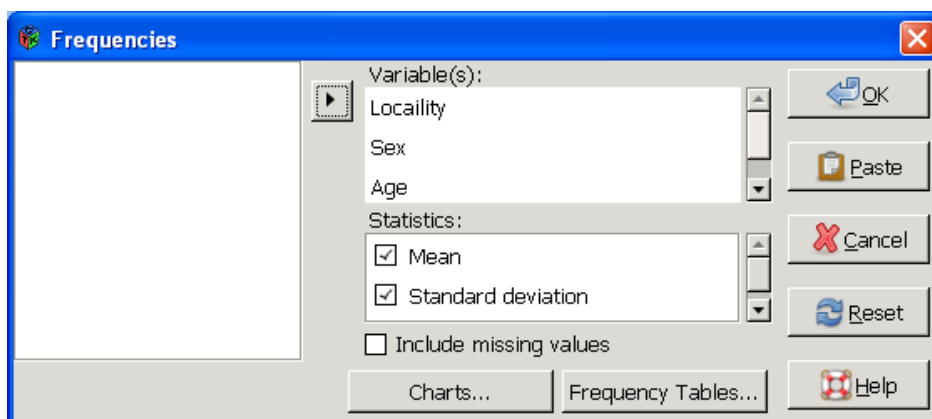 Frequencies
Variable(s):
Locaility
Sex
Age
Statistics:
Mean
Standard deviation
Include missing values
Charts...
Frequency Tables...
OK
Paste
Cancel
Reset
Help